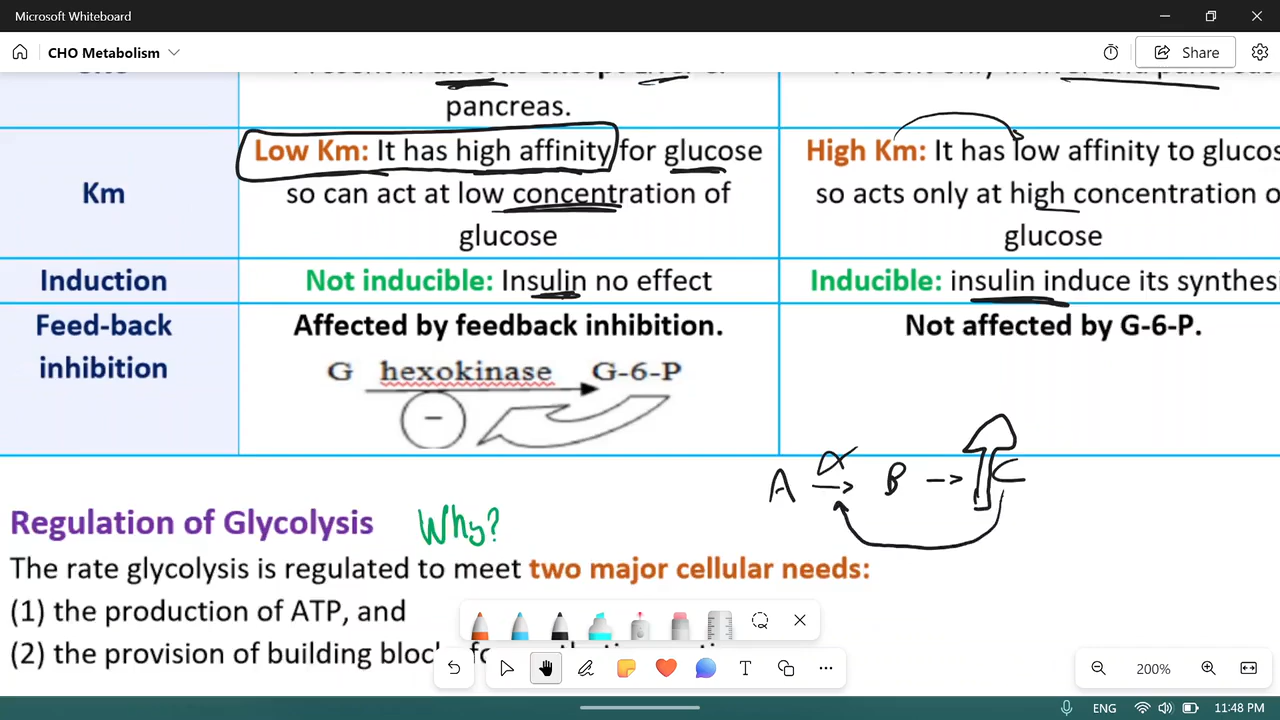 Microsoft Whiteboard
CHO Metabolism
Share
pancreas.
Km
Low Km: It has high affinity for glucose
so can act at low concentration of
glucose
High Km: It has low affinity to glucos
so acts only at high concentration o
glucose
Induction
Not inducible: Insulin no effect
Inducible: insulin induce its synthesi
Feed-back
inhibition
Affected by feedback inhibition.
G hexokinase G-6-P
−
Not affected by G-6-P.
A → B → C
Regulation of Glycolysis Why?
The rate glycolysis is regulated to meet two major cellular needs:
(1) the production of ATP, and
(2) the provision of building block
200%
ENG
11:48 PM